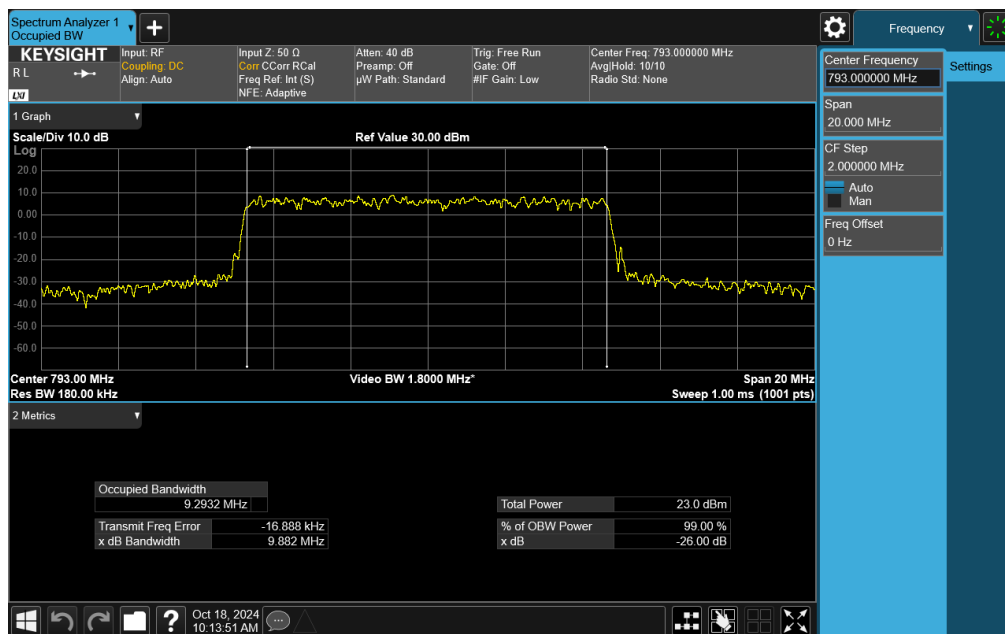 Spectrum Analyzer 1
Occupied BW
Frequency
KEYSIGHT
R L
LXI
Input: RF
Coupling: DC
Align: Auto
Input Z: 50 Ω
Corr CCorr RCal
Freq Ref: Int (S)
NFE: Adaptive
Atten: 40 dB
Preamp: Off
µW Path: Standard
Trig: Free Run
Gate: Off
#IF Gain: Low
Center Freq: 793.000000 MHz
Avg|Hold: 10/10
Radio Std: None
Center Frequency
793.000000 MHz
Settings
Span
20.000 MHz
CF Step
2.000000 MHz
Auto
Man
Freq Offset
0 Hz
1 Graph
Scale/Div 10.0 dB
Ref Value 30.00 dBm
Log
20.0
10.0
0.00
-10.0
-20.0
-30.0
-40.0
-50.0
-60.0
Center 793.00 MHz
Video BW 1.8000 MHz*
Span 20 MHz
Res BW 180.00 kHz
Sweep 1.00 ms (1001 pts)
2 Metrics
Occupied Bandwidth
9.2932 MHz
Total Power 23.0 dBm
Transmit Freq Error -16.888 kHz
% of OBW Power 99.00 %
x dB Bandwidth 9.882 MHz
x dB -26.00 dB
Oct 18, 2024
10:13:51 AM